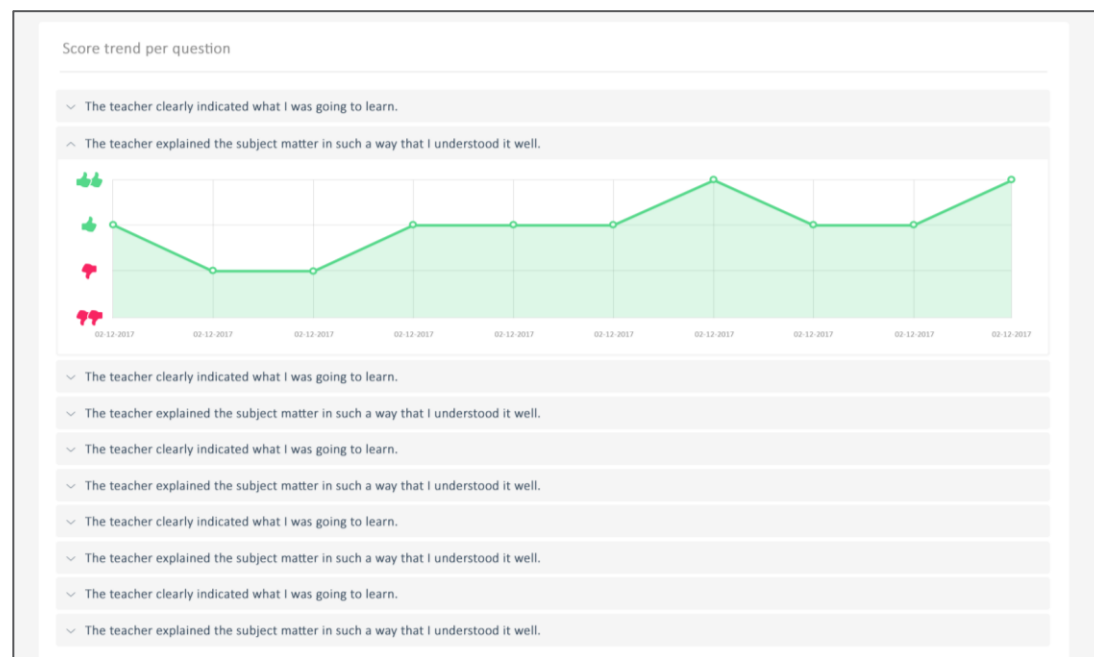 Score trend per question
The teacher clearly indicated what I was going to learn.
The teacher explained the subject matter in such a way that I understood it well.
02-12-2017 02-12-2017 02-12-2017 02-12-2017 02-12-2017 02-12-2017 02-12-2017 02-12-2017 02-12-2017 02-12-2017
The teacher clearly indicated what I was going to learn.
The teacher explained the subject matter in such a way that I understood it well.
The teacher clearly indicated what I was going to learn.
The teacher explained the subject matter in such a way that I understood it well.
The teacher clearly indicated what I was going to learn.
The teacher explained the subject matter in such a way that I understood it well.
The teacher clearly indicated what I was going to learn.
The teacher explained the subject matter in such a way that I understood it well.